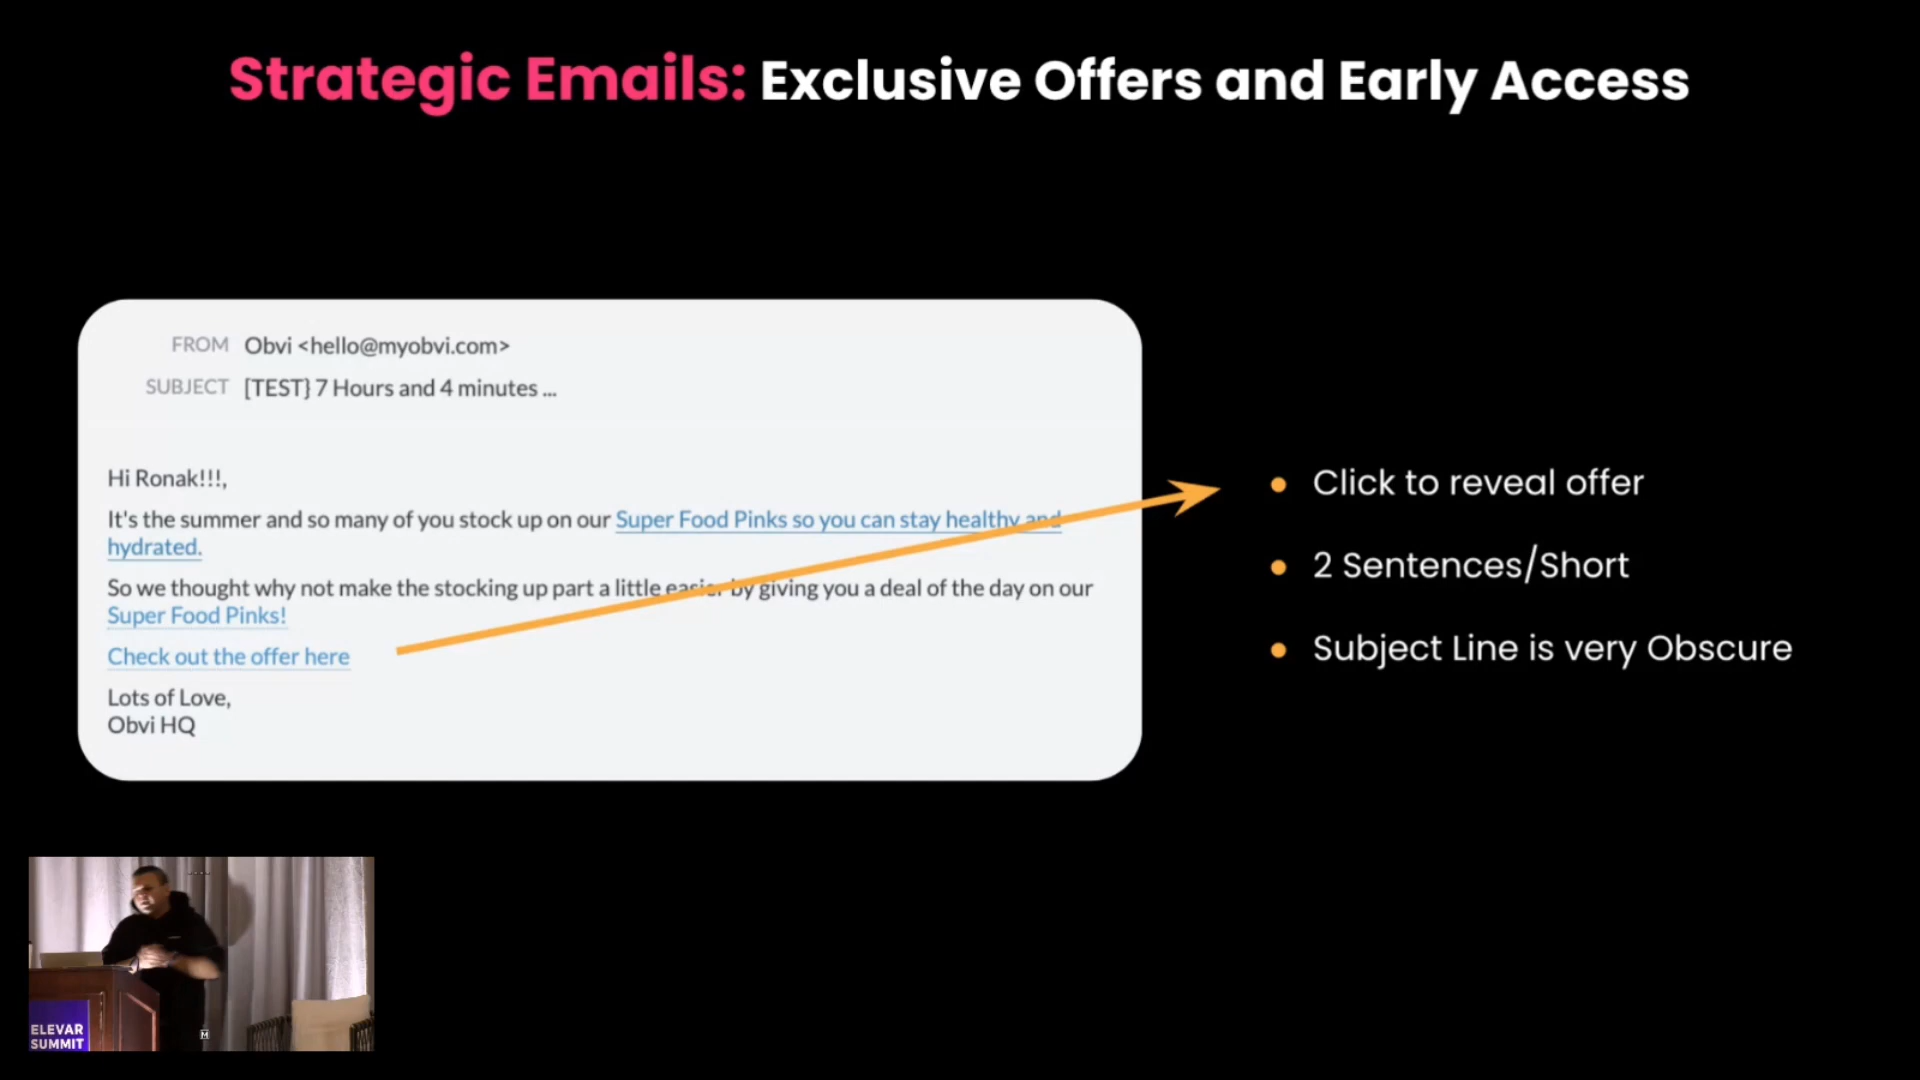 Strategic Emails: Exclusive Offers and Early Access
FROM Obvi <hello@myobvi.com>
SUBJECT [TEST} 7 Hours and 4 minutes ...
Hi Ronak!!!,
It's the summer and so many of you stock up on our Super Food Pinks so you can stay healthy and
hydrated.
So we thought why not make the stocking up part a little easier by giving you a deal of the day on our
Super Food Pinks!
Check out the offer here
Lots of Love,
Obvi HQ
Click to reveal offer
2 Sentences/Short
Subject Line is very Obscure
ELEVAR
SUMMIT
M